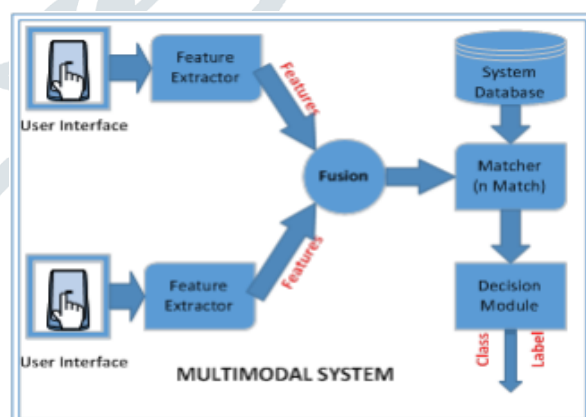 User Interface
Feature
Extractor
Features
System
Database
Fusion
Matcher
(n Match)
User Interface
Feature
Extractor
Features
Decision
Module
Class
Label
MULTIMODAL SYSTEM